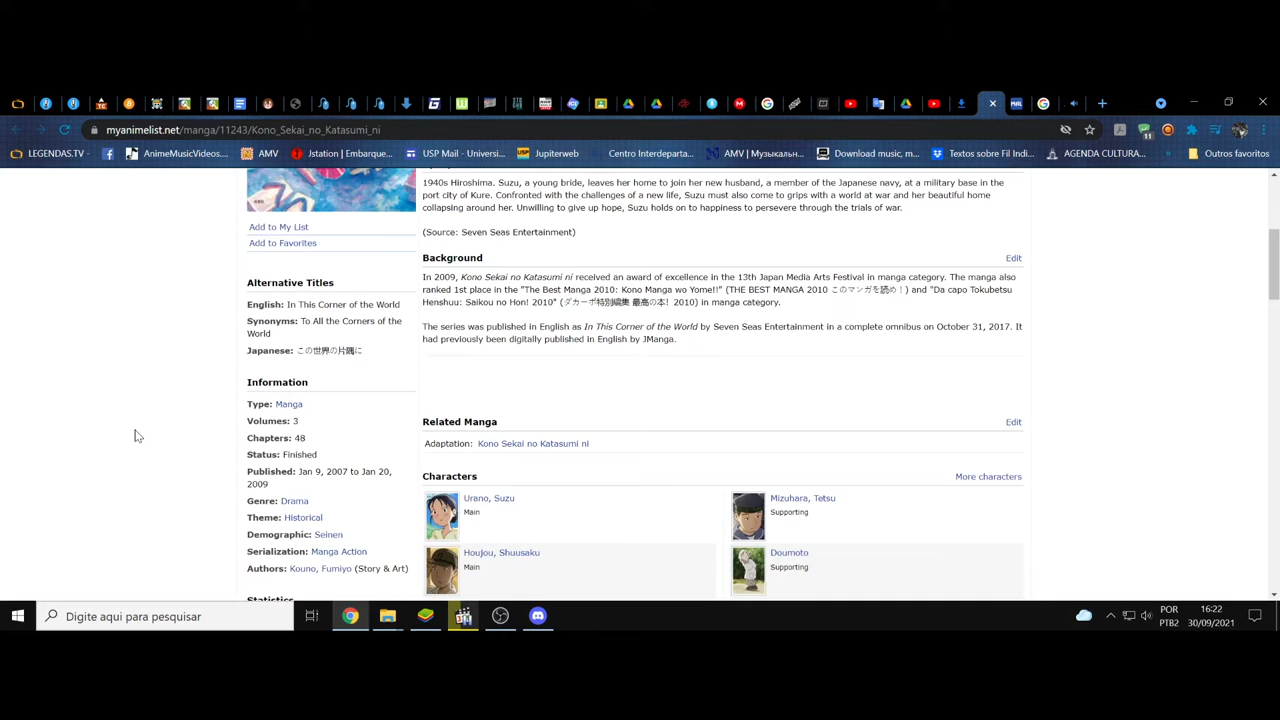 myanimelist.net/manga/11243/Kono_Sekai_no_Katasumi_ni
LEGENDAS.TV -
AnimeMusicVideos...
AMV
Jstation | Embarque...
USP Mail - Universi...
Jupiterweb
Centro Interdeparta...
AMV | Музыкальн...
Download music, m...
Textos sobre Fil Indi...
AGENDA CULTURA...
»
Outros favoritos
1940s Hiroshima. Suzu, a young bride, leaves her home to join her new husband, a member of the Japanese navy, at a military base in the
port city of Kure. Confronted with the challenges of a new life, Suzu must also come to grips with a world at war and her beautiful home
collapsing around her. Unwilling to give up hope, Suzu holds on to happiness to persevere through the trials of war.
(Source: Seven Seas Entertainment)
Background
Edit
In 2009, Kono Sekai no Katasumi ni received an award of excellence in the 13th Japan Media Arts Festival in manga category. The manga also
ranked 1st place in the "The Best Manga 2010: Kono Manga wo Yome!!" (THE BEST MANGA 2010 このマンガを読め！) and "Da capo Tokubetsu
Henshuu: Saikou no Hon! 2010" (ダカーポ特別編集 最高の本! 2010) in manga category.
The series was published in English as In This Corner of the World by Seven Seas Entertainment in a complete omnibus on October 31, 2017. It
had previously been digitally published in English by JManga.
Add to My List
Add to Favorites
Alternative Titles
English: In This Corner of the World
Synonyms: To All the Corners of the
World
Japanese: この世界の片隅に
Information
Type: Manga
Volumes: 3
Chapters: 48
Status: Finished
Published: Jan 9, 2007 to Jan 20,
2009
Genre: Drama
Theme: Historical
Demographic: Seinen
Serialization: Manga Action
Authors: Kouno, Fumiyo (Story & Art)
Statistics
Related Manga
Edit
Adaptation: Kono Sekai no Katasumi ni
Characters
More characters
Urano, Suzu
Main
Mizuhara, Tetsu
Supporting
Houjou, Shuusaku
Main
Doumoto
Supporting
Digite aqui para pesquisar
POR
PTB2
16:22
30/09/2021